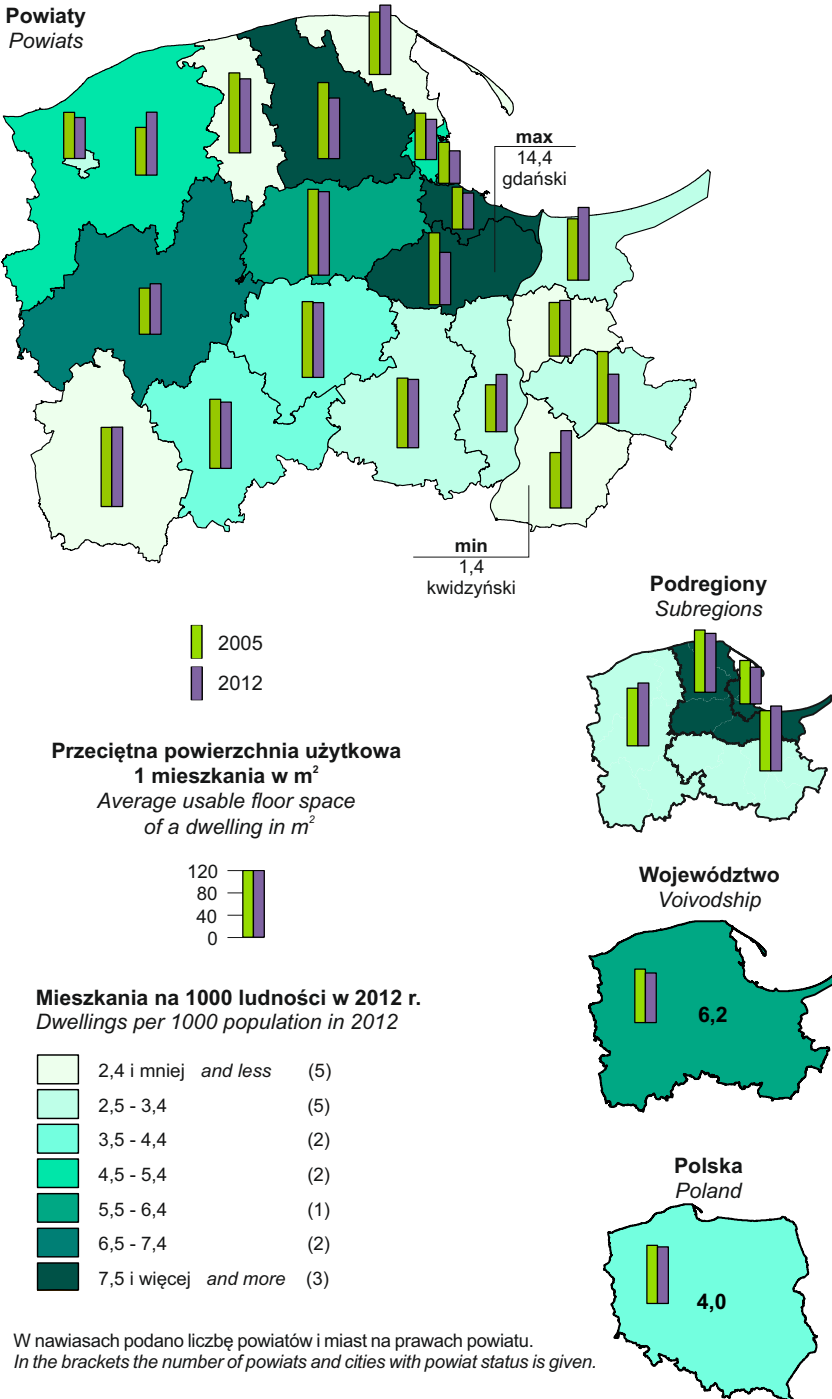 Powiaty
Powiats
max
14,4
gdański
min
1,4
kwidzyński
2005
2012
Przeciętna powierzchnia użytkowa
1 mieszkania w m²
Average usable floor space
of a dwelling in m²
120
80
40
0
Mieszkania na 1000 ludności w 2012 r.
Dwellings per 1000 population in 2012
2,4 i mniej and less (5)
2,5 - 3,4 (5)
3,5 - 4,4 (2)
4,5 - 5,4 (2)
5,5 - 6,4 (1)
6,5 - 7,4 (2)
7,5 i więcej and more (3)
Podregiony
Subregions
Województwo
Voivodship
6,2
Polska
Poland
4,0
W nawiasach podano liczbę powiatów i miast na prawach powiatu.
In the brackets the number of powiats and cities with powiat status is given.